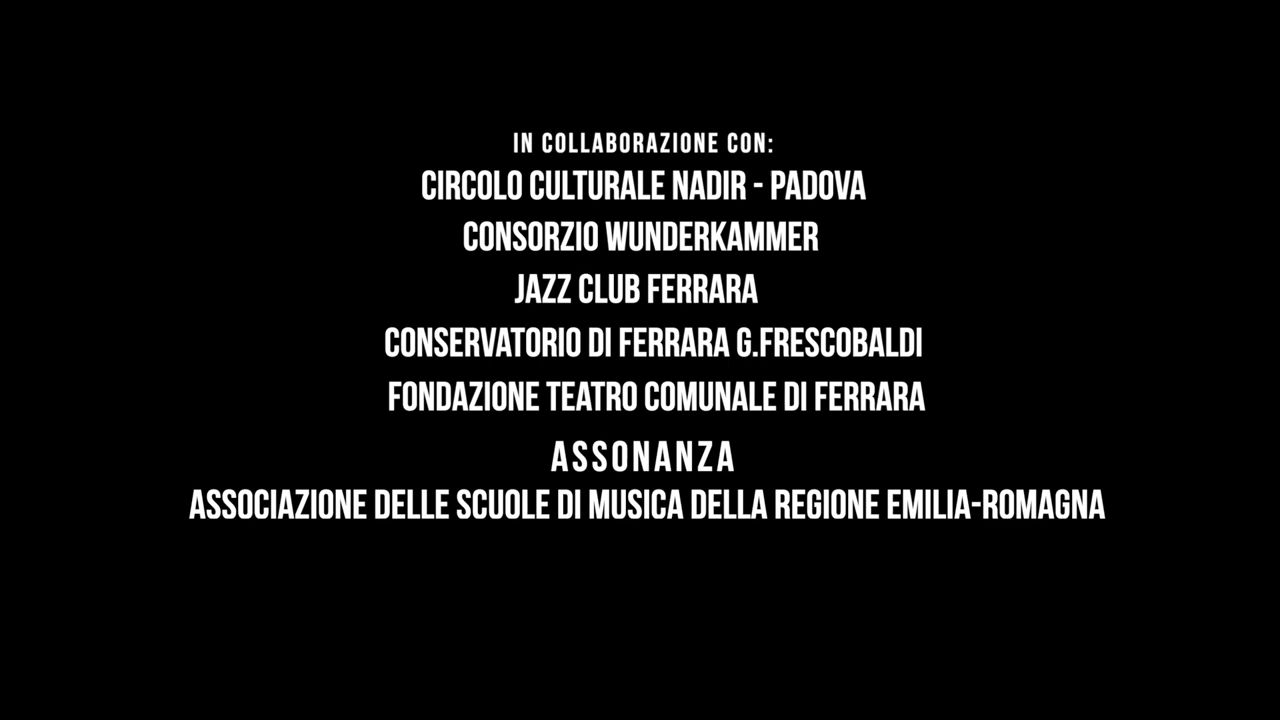 IN COLLABORAZIONE CON:
CIRCOLO CULTURALE NADIR - PADOVA
CONSORZIO WUNDERKAMMER
JAZZ CLUB FERRARA
CONSERVATORIO DI FERRARA G.FRESCOBALDI
FONDAZIONE TEATRO COMUNALE DI FERRARA
ASSONANZA
ASSOCIAZIONE DELLE SCUOLE DI MUSICA DELLA REGIONE EMILIA-ROMAGNA